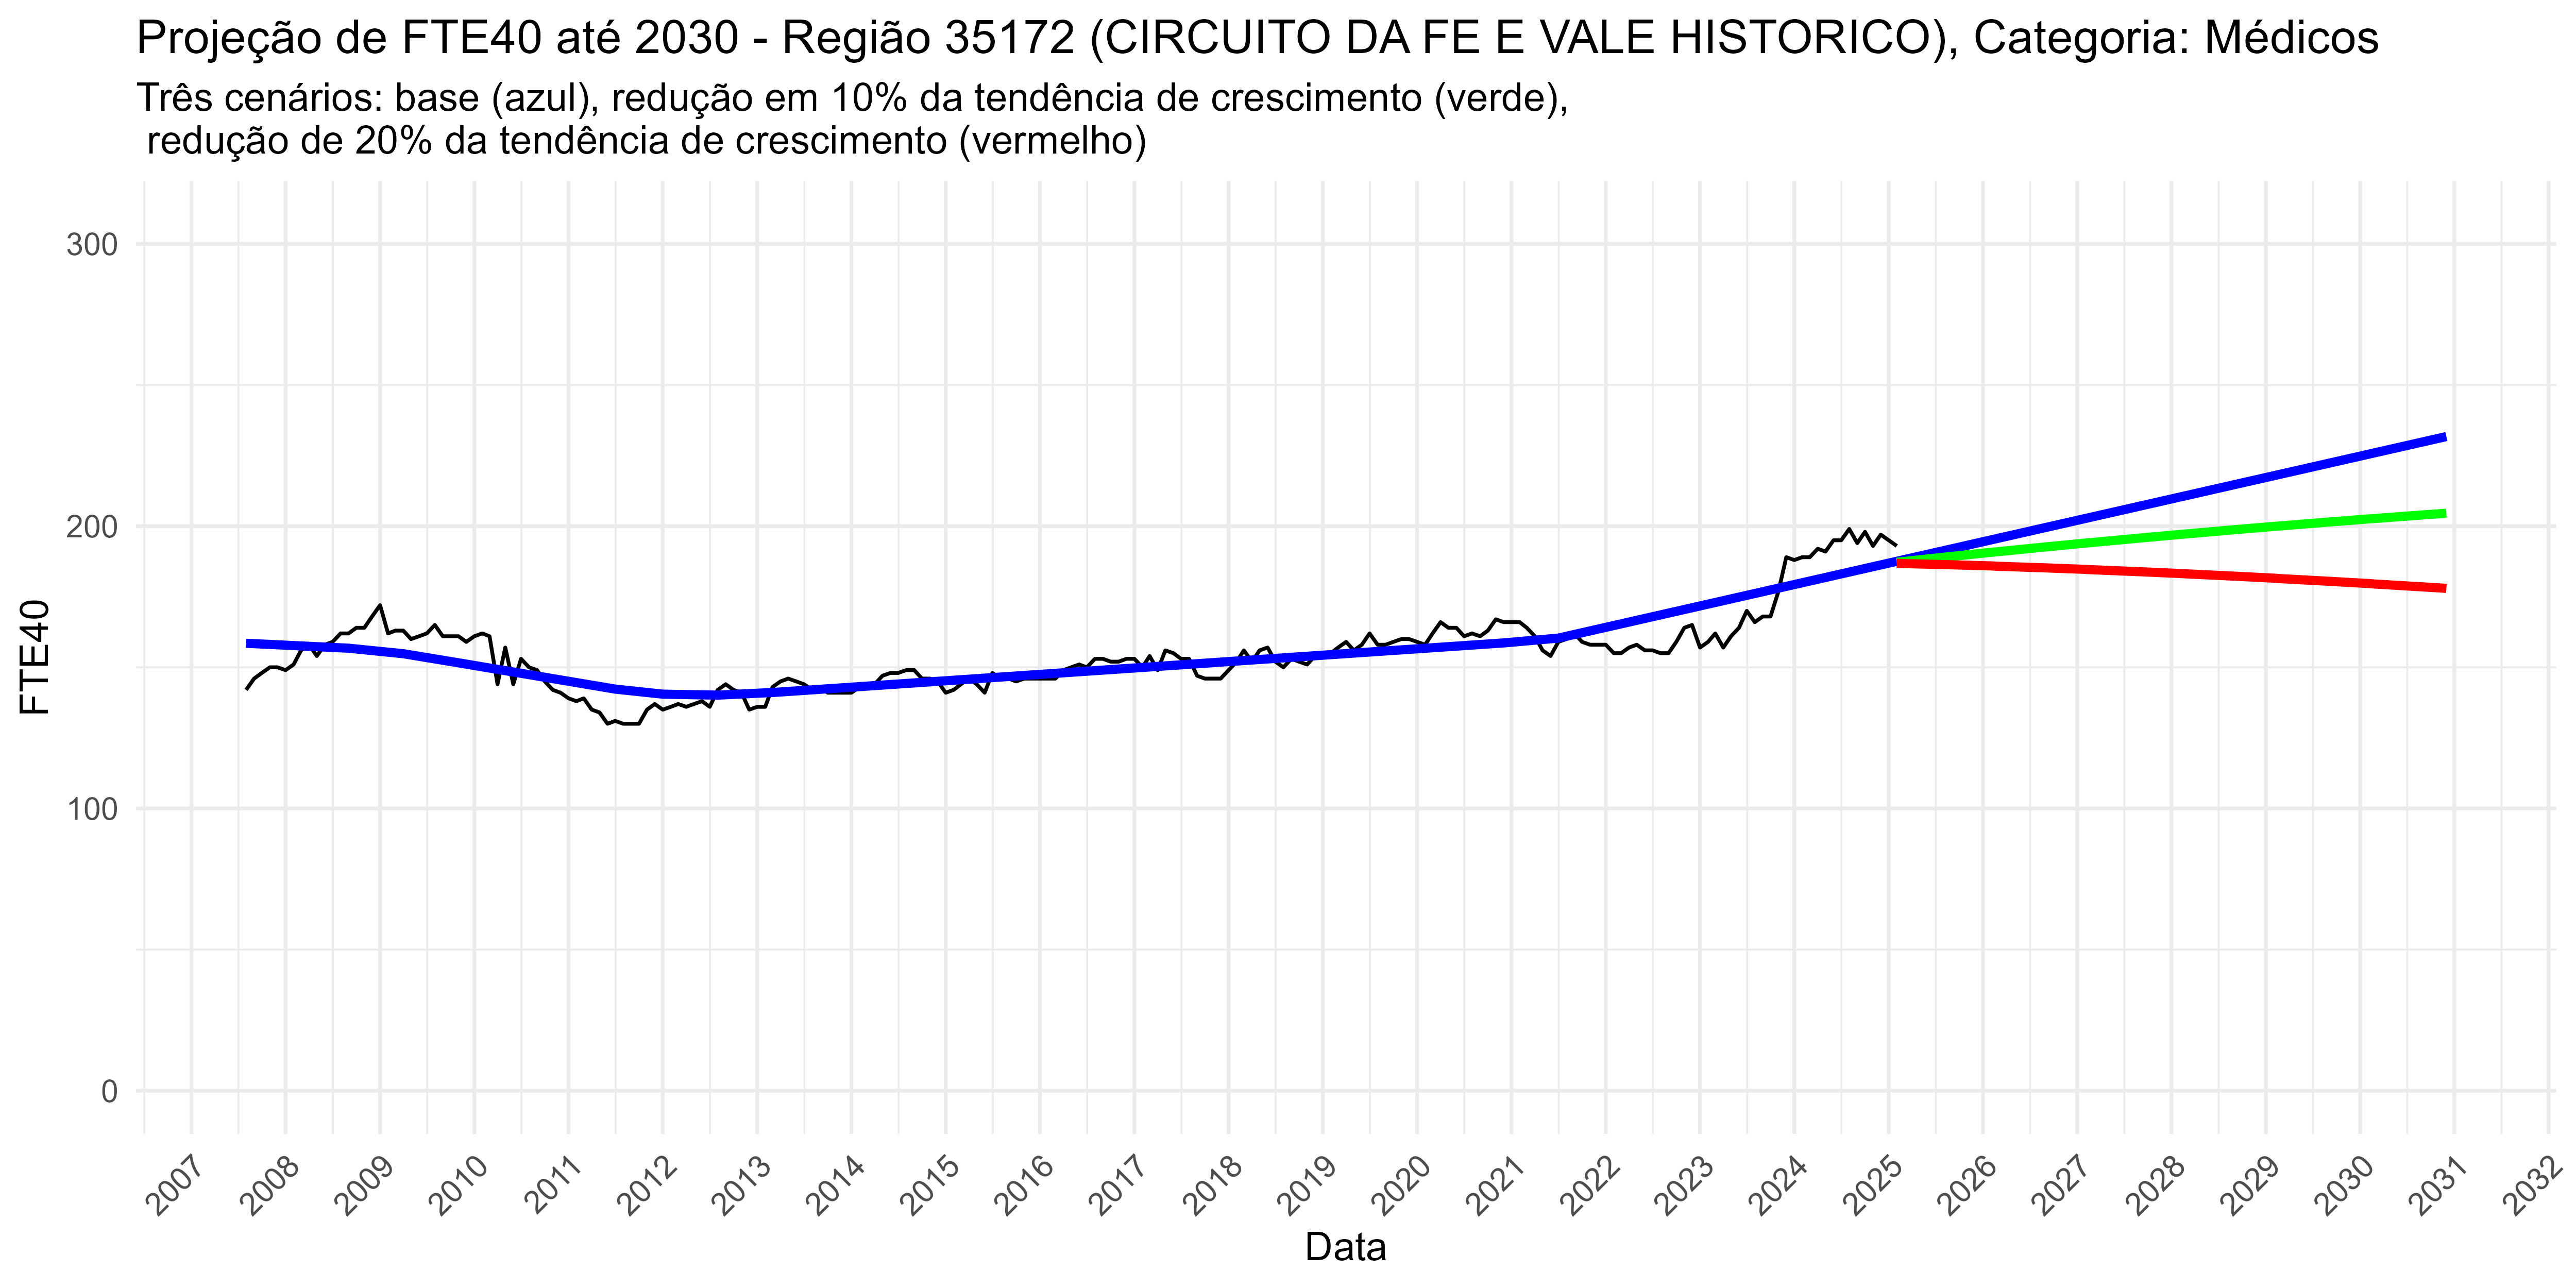 Projeção de FTE40 até 2030 - Região 35172 (CIRCUITO DA FE E VALE HISTORICO), Categoria: Médicos
Três cenários: base (azul), redução em 10% da tendência de crescimento (verde),
redução de 20% da tendência de crescimento (vermelho)
FTE40
300
200
100
0
2007 2008 2009 2010 2011 2012 2013 2014 2015 2016 2017 2018 2019 2020 2021 2022 2023 2024 2025 2026 2027 2028 2029 2030 2031 2032
Data